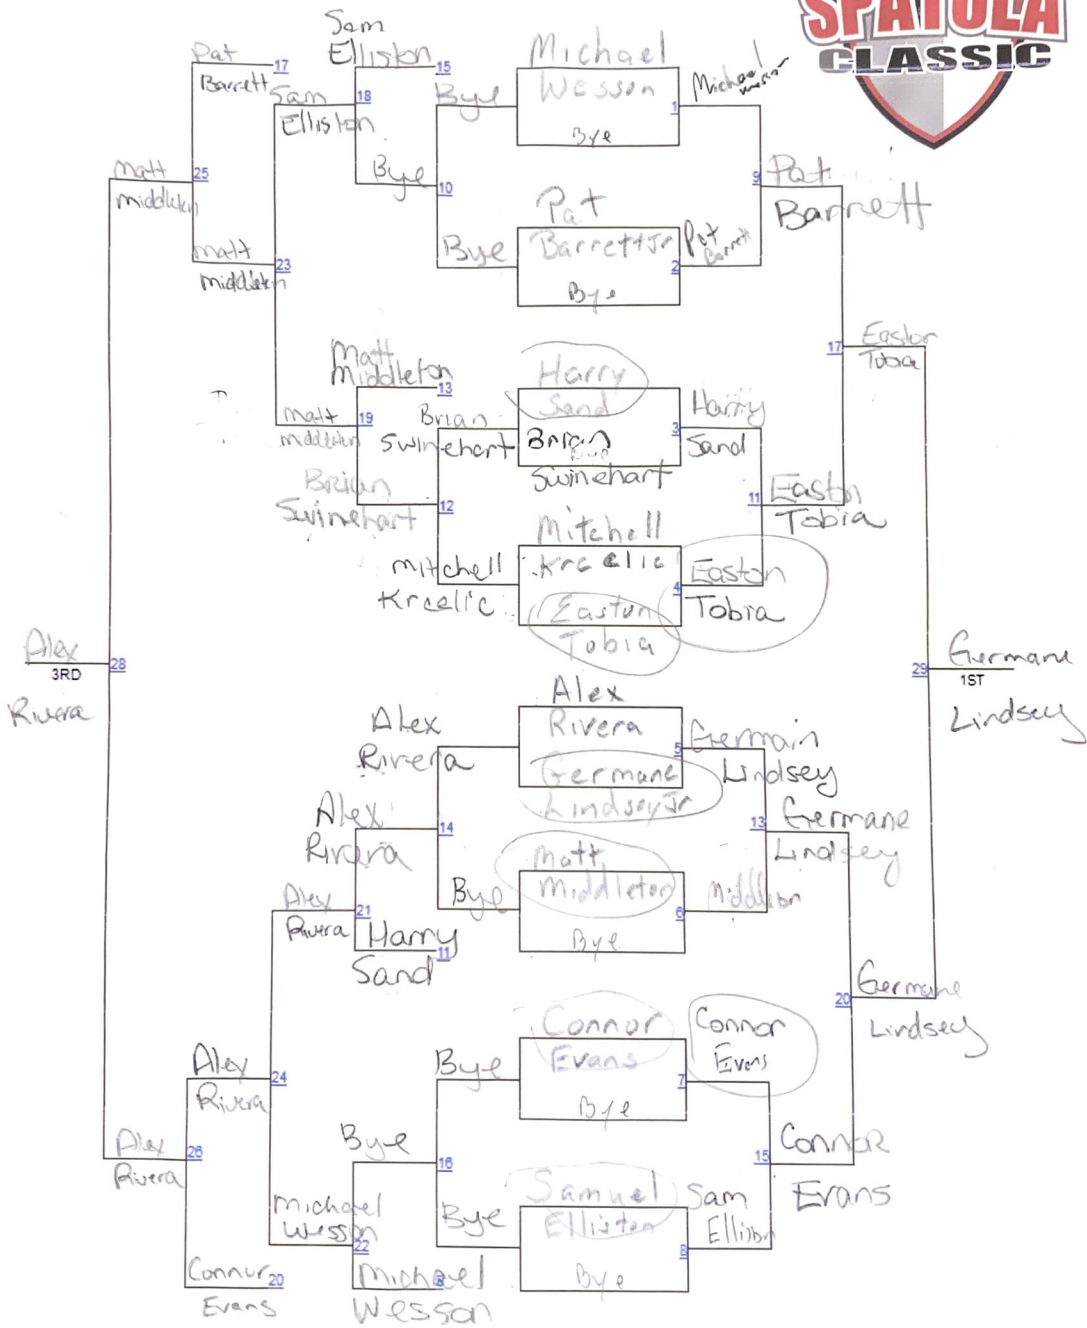 SPATULA
CLASSIC
Pat
Barrett
17
Sam
Elliston
15
Sam
Elliston
18
Bye
Michael
Wesson
Bye
1
Michael
Wesson
Matt
Middleton
25
Bye
10
9
Pat
Barrett
Pat
Barrett Jr
Bye
2
Pat
Barrett
Bye
Matt
Middleton
23
17
Easton
Tobia
Matt
Middleton
13
Matt
Middleton
19
Brian
Swinehart
Harry
Sand
Brian
Bye
Swinehart
3
Harry
Sand
Brian
Swinehart
12
11
Easton
Tobia
Mitchell
Krcelic
Mitchell
Krcelic
Easton
Tobia
4
Easton
Tobia
Alex
3RD
Rivera
28
29
Germane
1ST
Lindsey
Alex
Rivera
Alex
Rivera
Germane
Lindsey Jr
5
Germain
Lindsey
Alex
Rivera
14
13
Germane
Lindsey
Bye
Matt
Middleton
Bye
6
Middleton
Alex
Rivera
21
Harry
11
Sand
20
Germane
Lindsey
Alex
Rivera
24
Bye
Connor
Evans
Bye
7
Connor
Evans
Alex
Rivera
26
Bye
16
15
Connor
Evans
Michael
Wesson
22
Bye
Samuel
Elliston
Bye
8
Sam
Elliston
Connor
20
Evans
Michael
Wesson